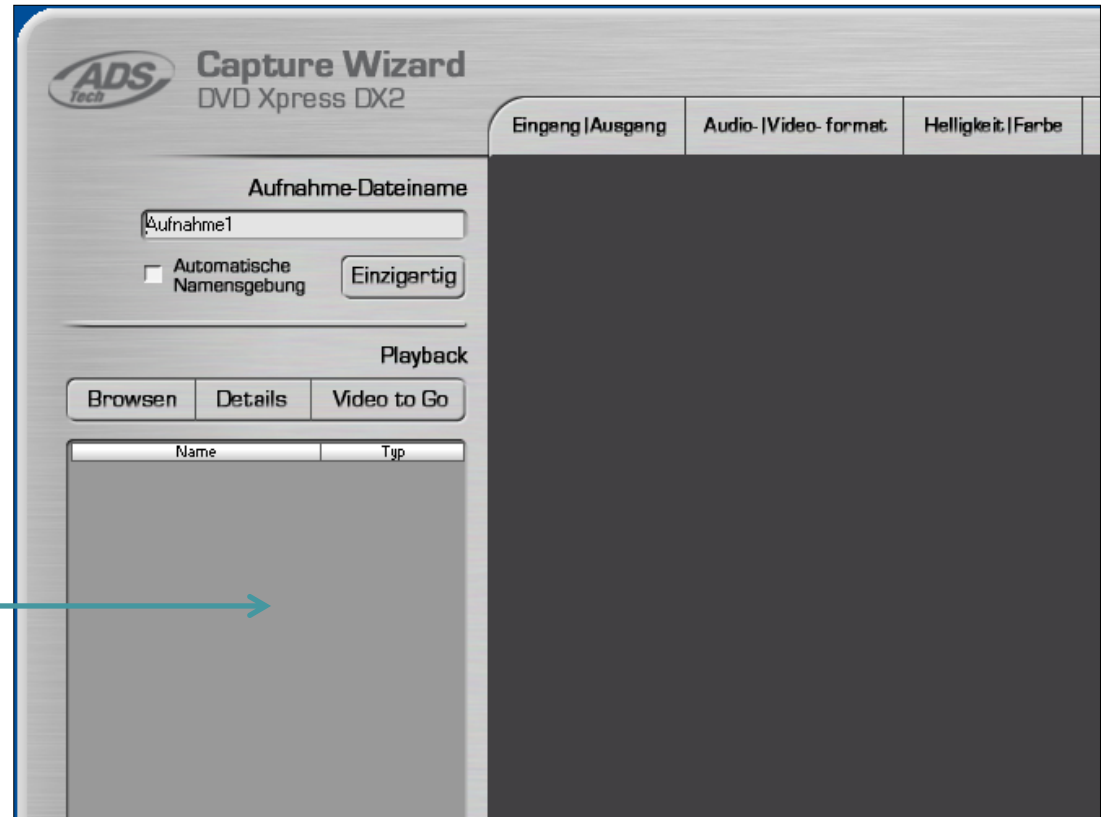 ADS
Tech
Capture Wizard
DVD Xpress DX2
Eingang|Ausgang
Audio-|Video- format
Helligkeit|Farbe
Aufnahme-Dateiname
Aufnahme1
Automatische
Namensgebung
Einzigartig
Playback
Browsen
Details
Video to Go
Name
Typ